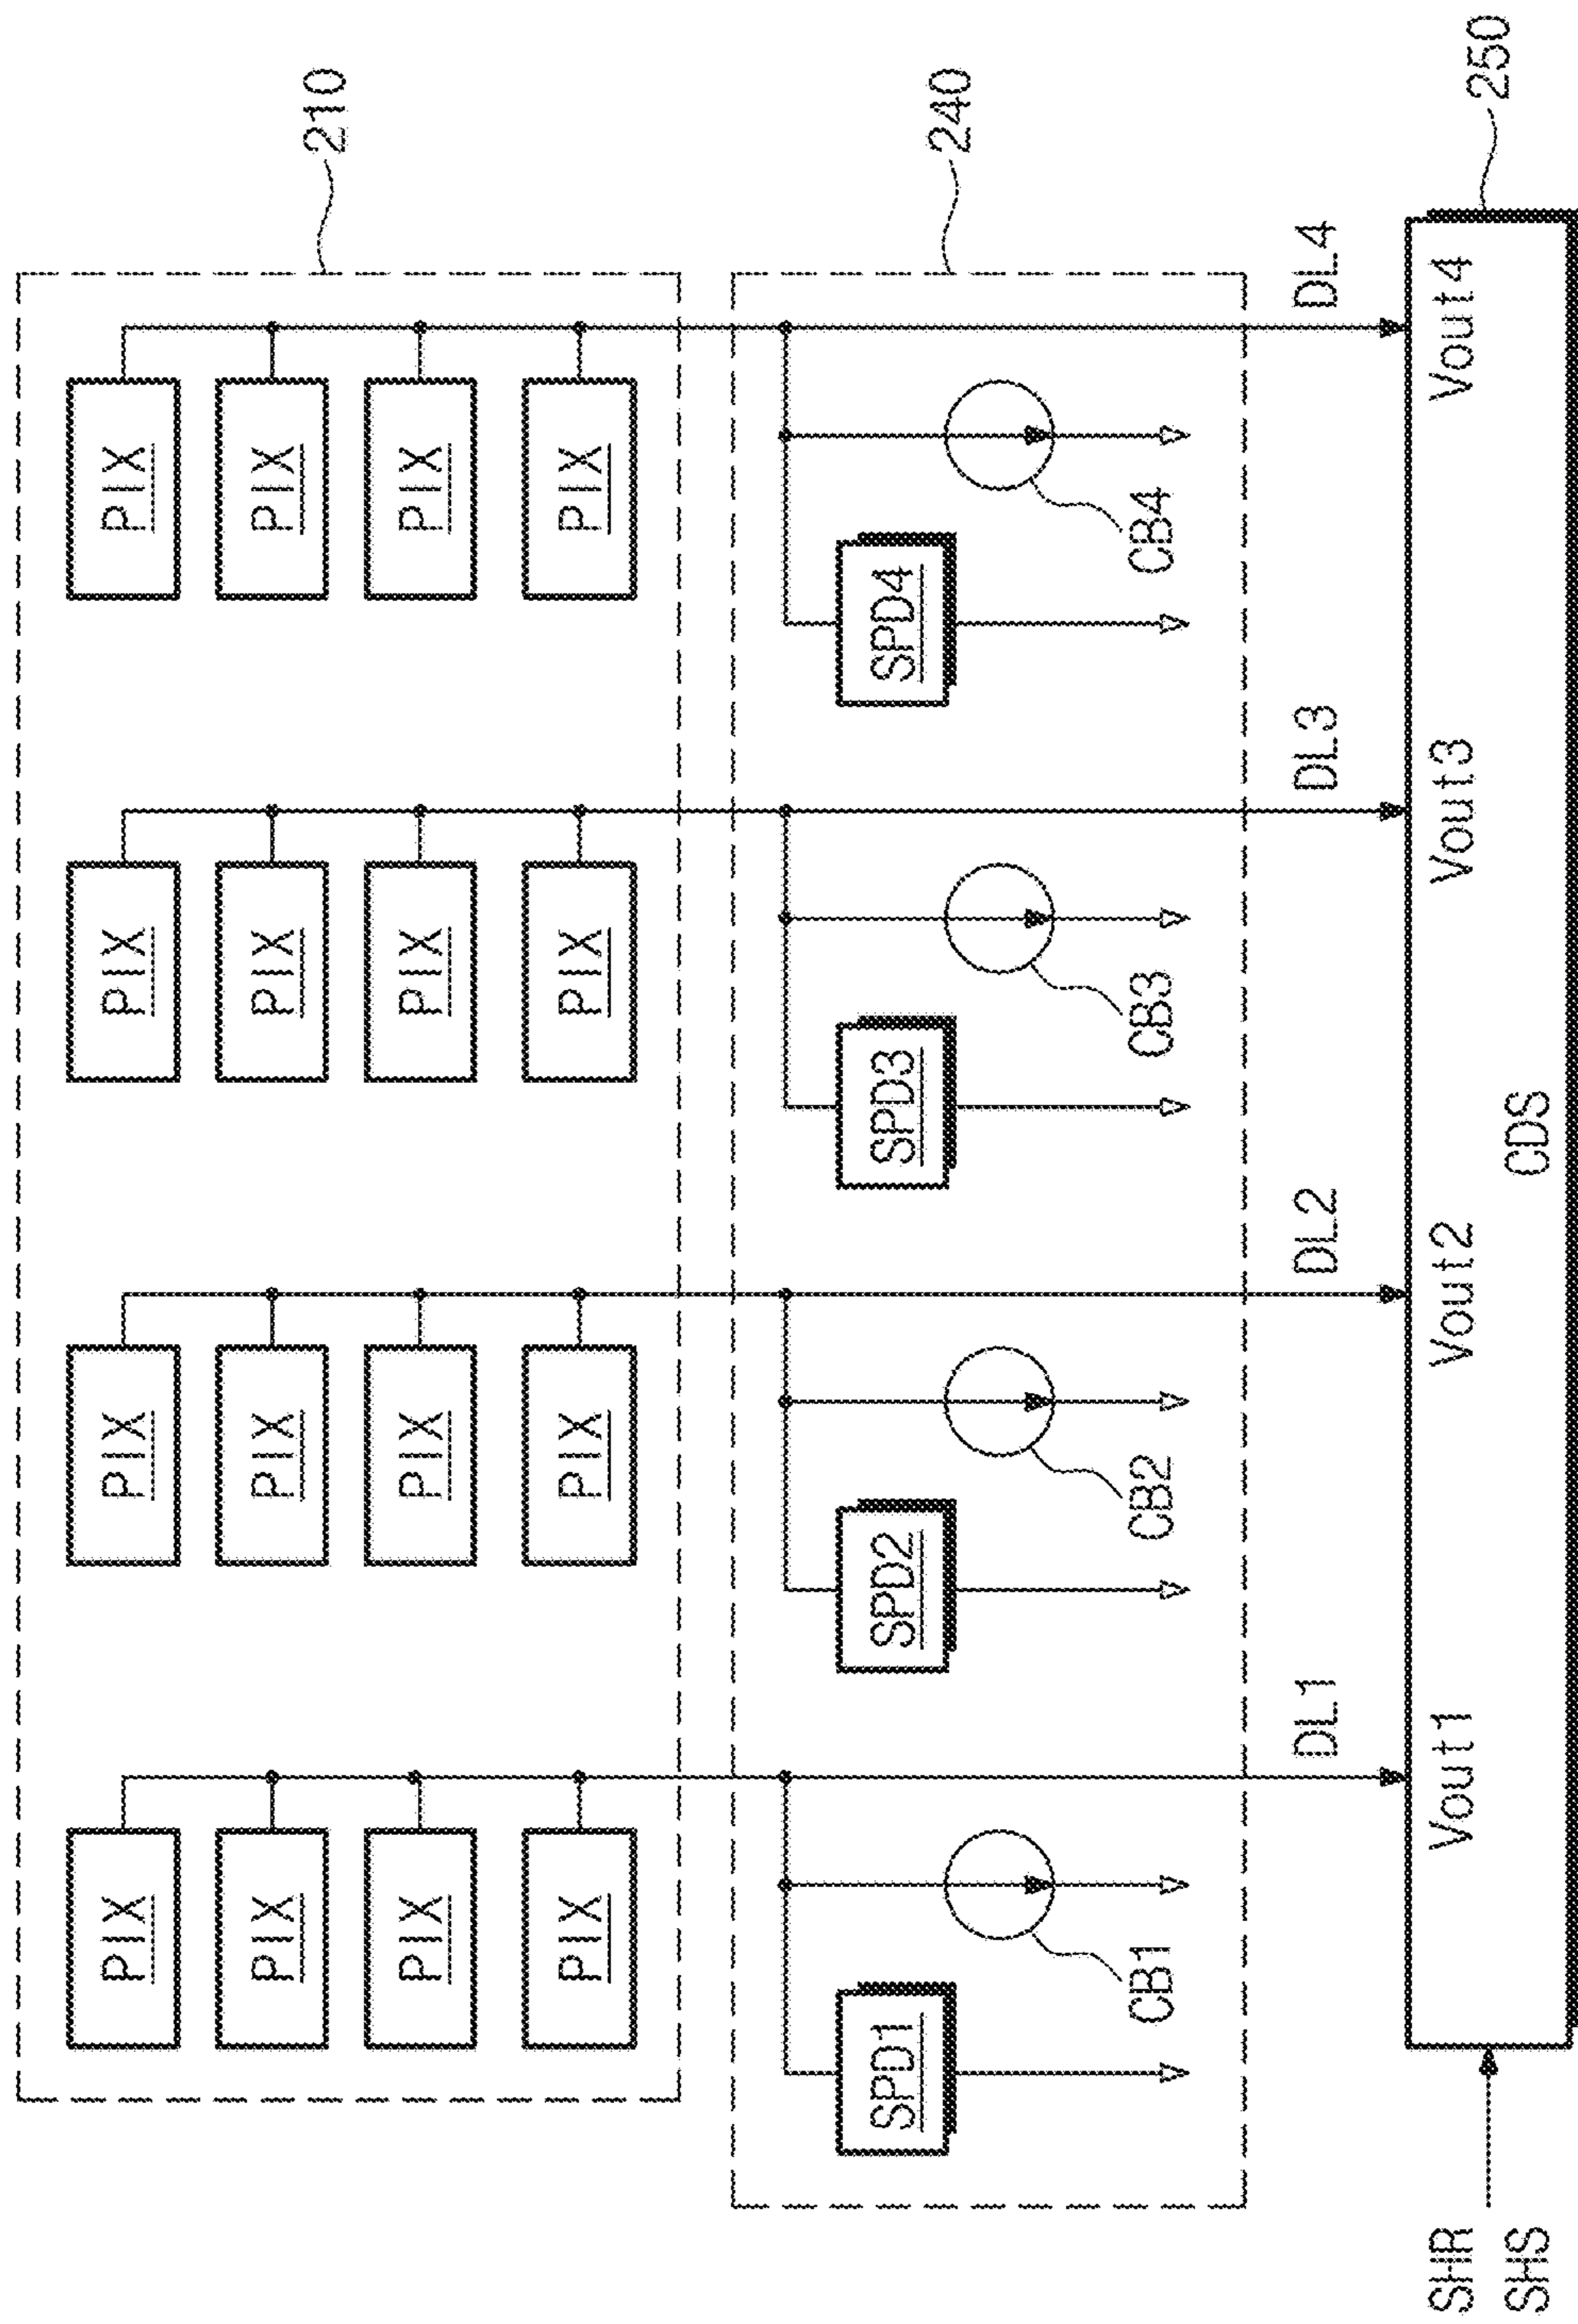 PIX PIX PIX PIX
PIX PIX PIX PIX
210
PIX PIX PIX PIX
PIX PIX PIX PIX
SPD1 SPD2 SPD3 SPD4
240
CB1 CB2 CB3 CB4
DL1 DL2 DL3 DL4
SHR Vout1 Vout2 Vout3 Vout4
250
SHS CDS